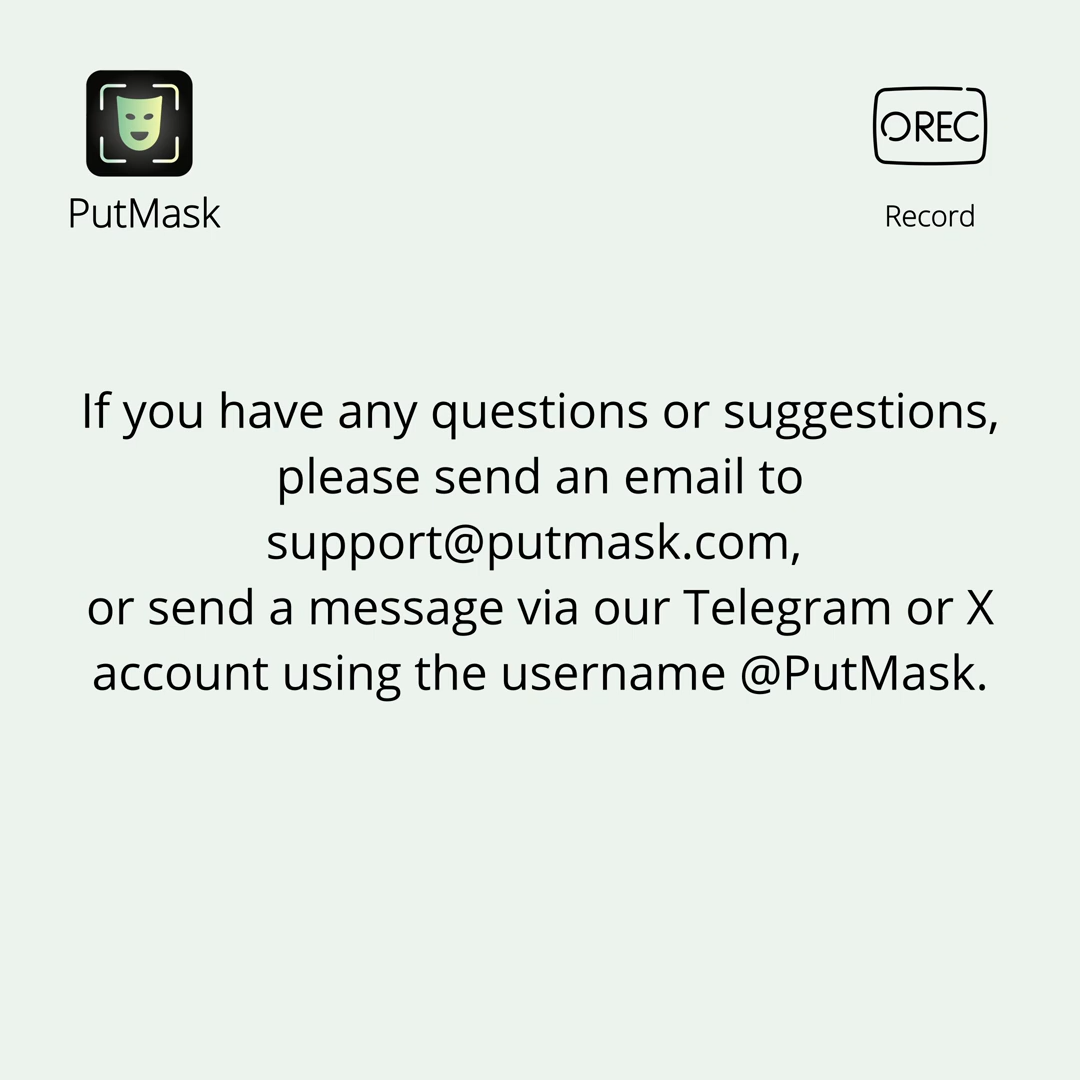 PutMask
OREC
Record
If you have any questions or suggestions,
please send an email to
support@putmask.com,
or send a message via our Telegram or X
account using the username @PutMask.